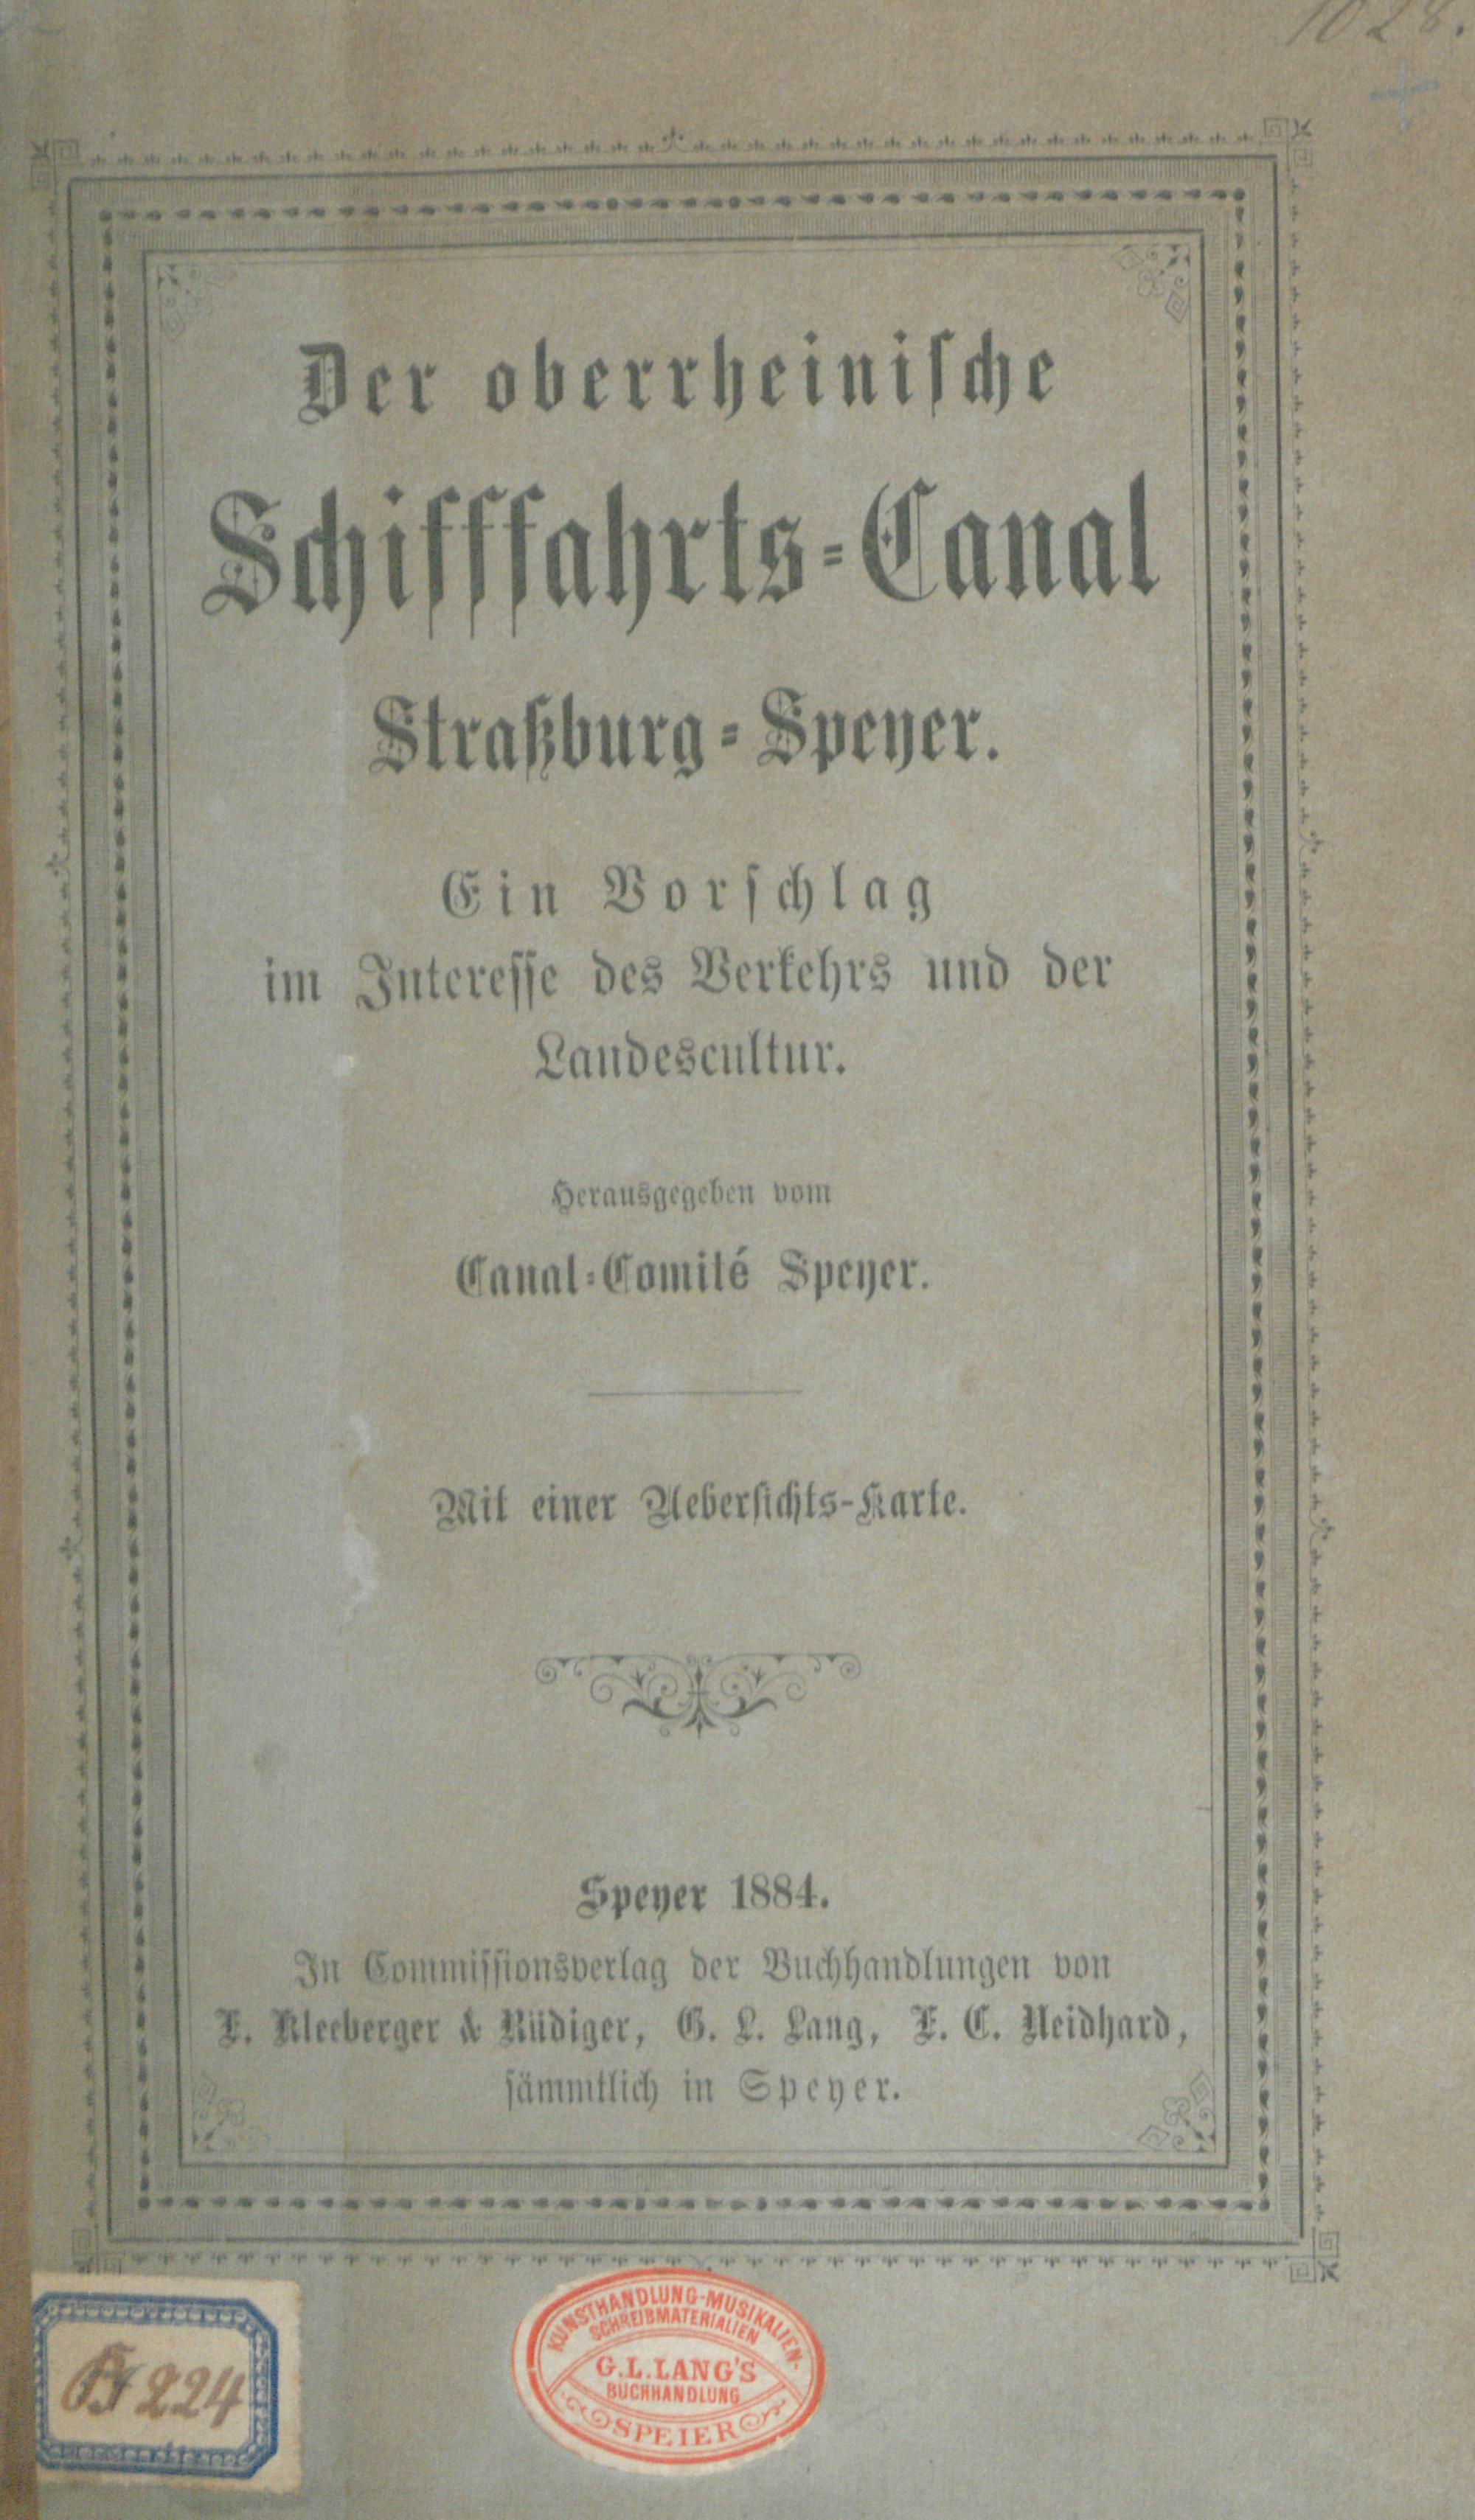 1028.
Der oberrheinische
Schifffahrts-Canal
Straßburg-Speyer.
Ein Vorschlag
im Interesse des Verkehrs und der
Landescultur.
Herausgegeben vom
Canal-Comité Speyer.
Mit einer Uebersichts-Karte.
Speyer 1884.
In Commissionsverlag der Buchhandlungen von
F. Kleeberger & Rüdiger, G. L. Lang, F. C. Neidhard,
sämmtlich in Speyer.
224
KUNSTHANDLUNG-MUSIKALIEN-
SCHREIBMATERIALIEN
G.L.LANG'S
BUCHHANDLUNG
SPEIER